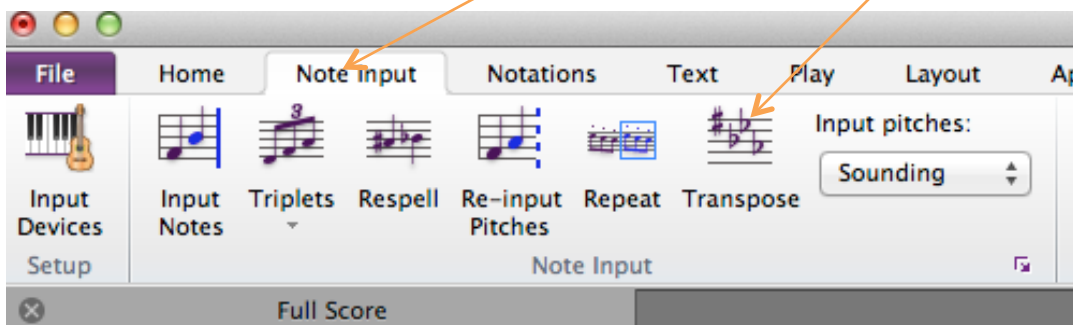 File Home Note Input Notations Text Play Layout
3
Input pitches:
Sounding
Input Input Triplets Respell Re-input Repeat Transpose
Devices Notes Pitches
Setup Note Input
Full Score